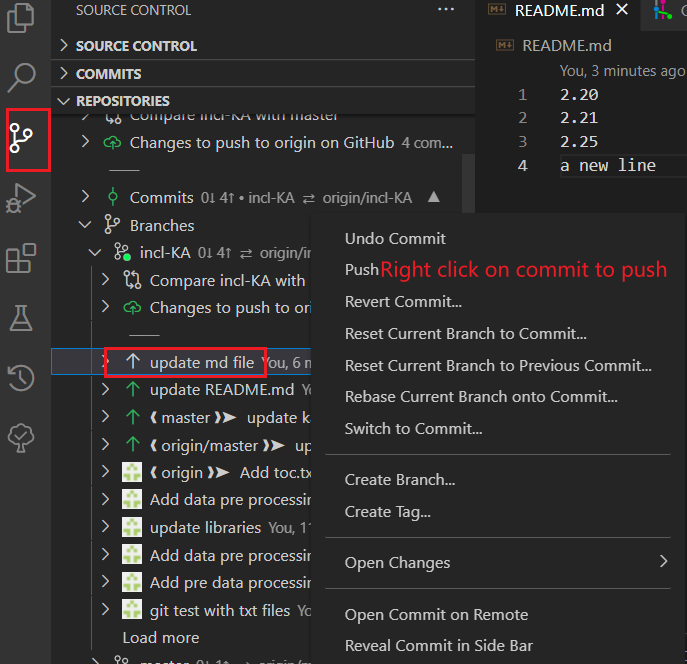 SOURCE CONTROL
SOURCE CONTROL
COMMITS
REPOSITORIES
Compare incl-KA with master
Changes to push to origin on GitHub 4 com...
Commits 0↓ 4↑ • incl-KA ⇄ origin/incl-KA
Branches
incl-KA 0↓ 4↑ ⇄ origin/in
Compare incl-KA with
Changes to push to ori
update md file You, 6 m
update README.md Yo
master update k
origin/master up
origin Add toc.tx
Add data pre processin
update libraries You, 11
Add data pre processin
Add pre data processin
git test with txt files Yo
Load more
master 0↓ 1↑
README.md
README.md
You, 3 minutes ago
1 2.20
2 2.21
3 2.25
4 a new line
Undo Commit
Push Right click on commit to push
Revert Commit...
Reset Current Branch to Commit...
Reset Current Branch to Previous Commit...
Rebase Current Branch onto Commit...
Switch to Commit...
Create Branch...
Create Tag...
Open Changes
Open Commit on Remote
Reveal Commit in Side Bar